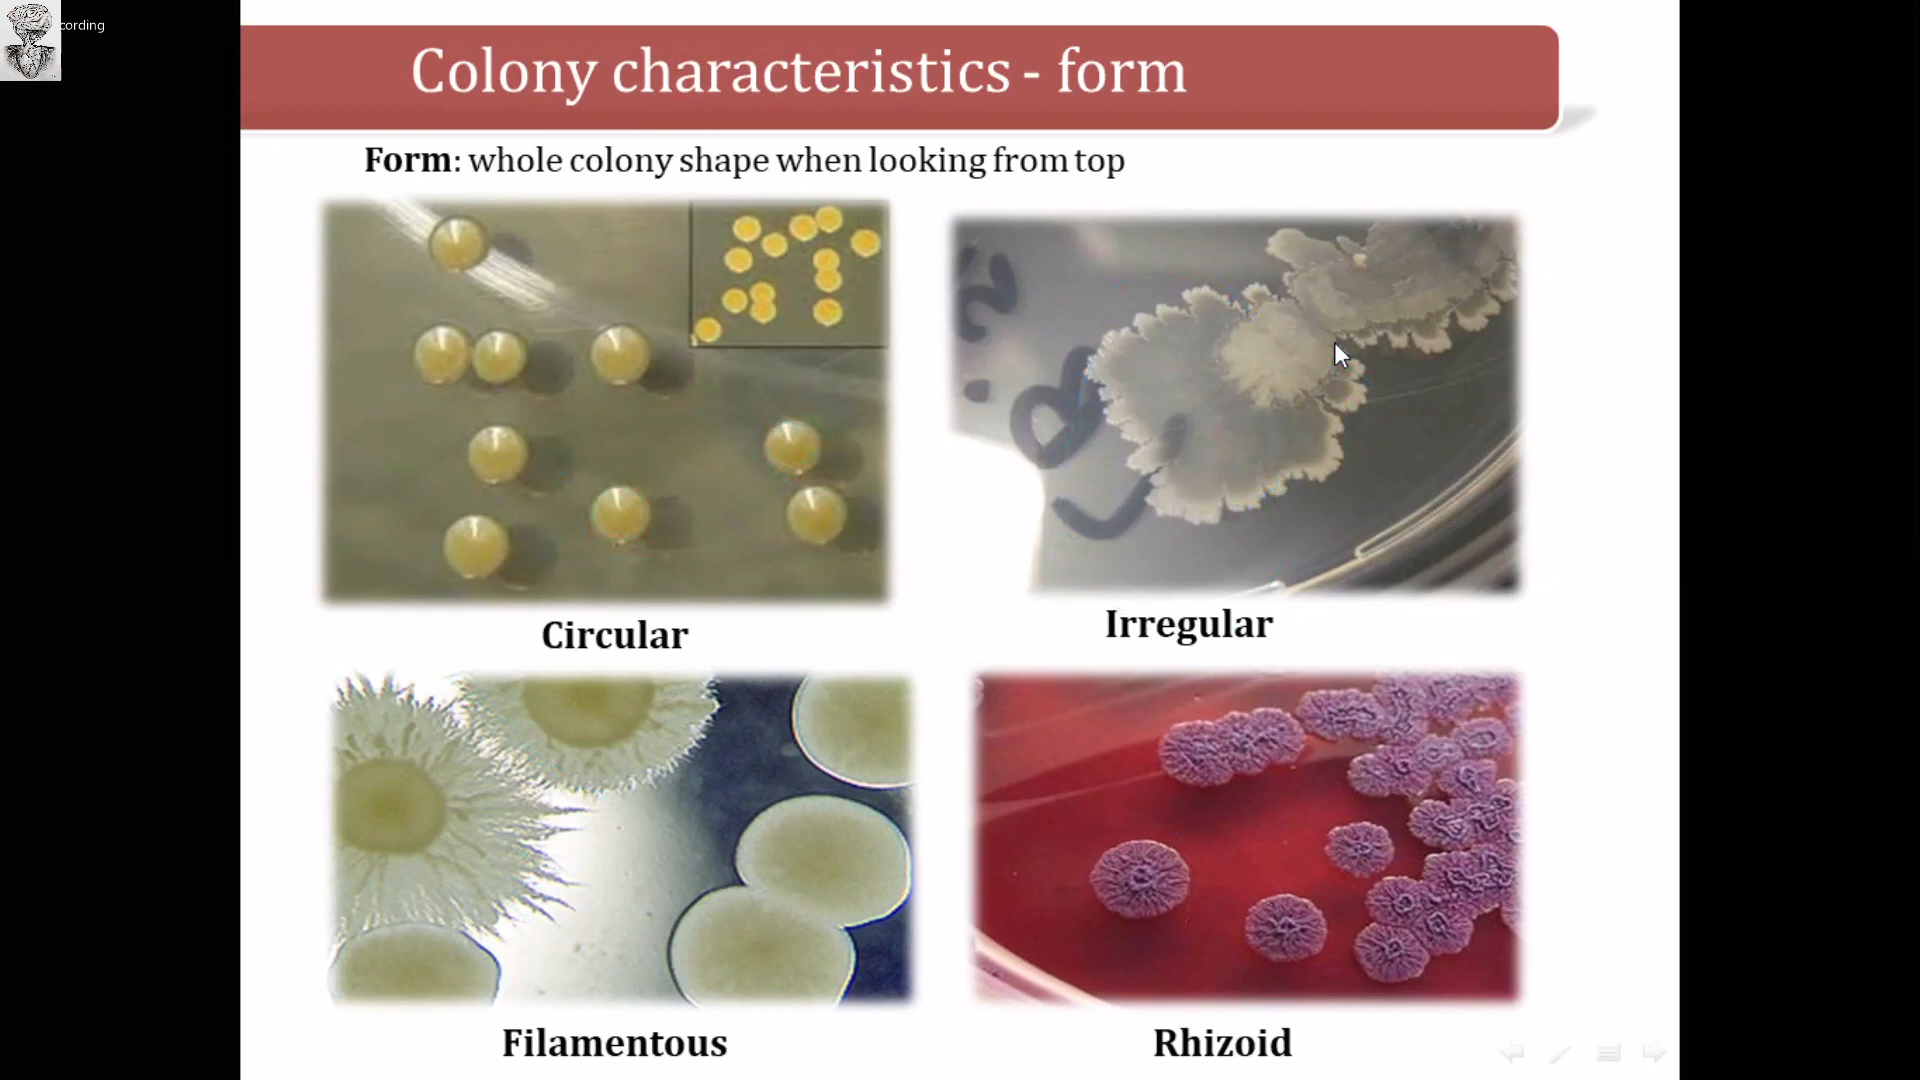 cording
Colony characteristics - form
Form: whole colony shape when looking from top
Circular
Irregular
Filamentous
Rhizoid